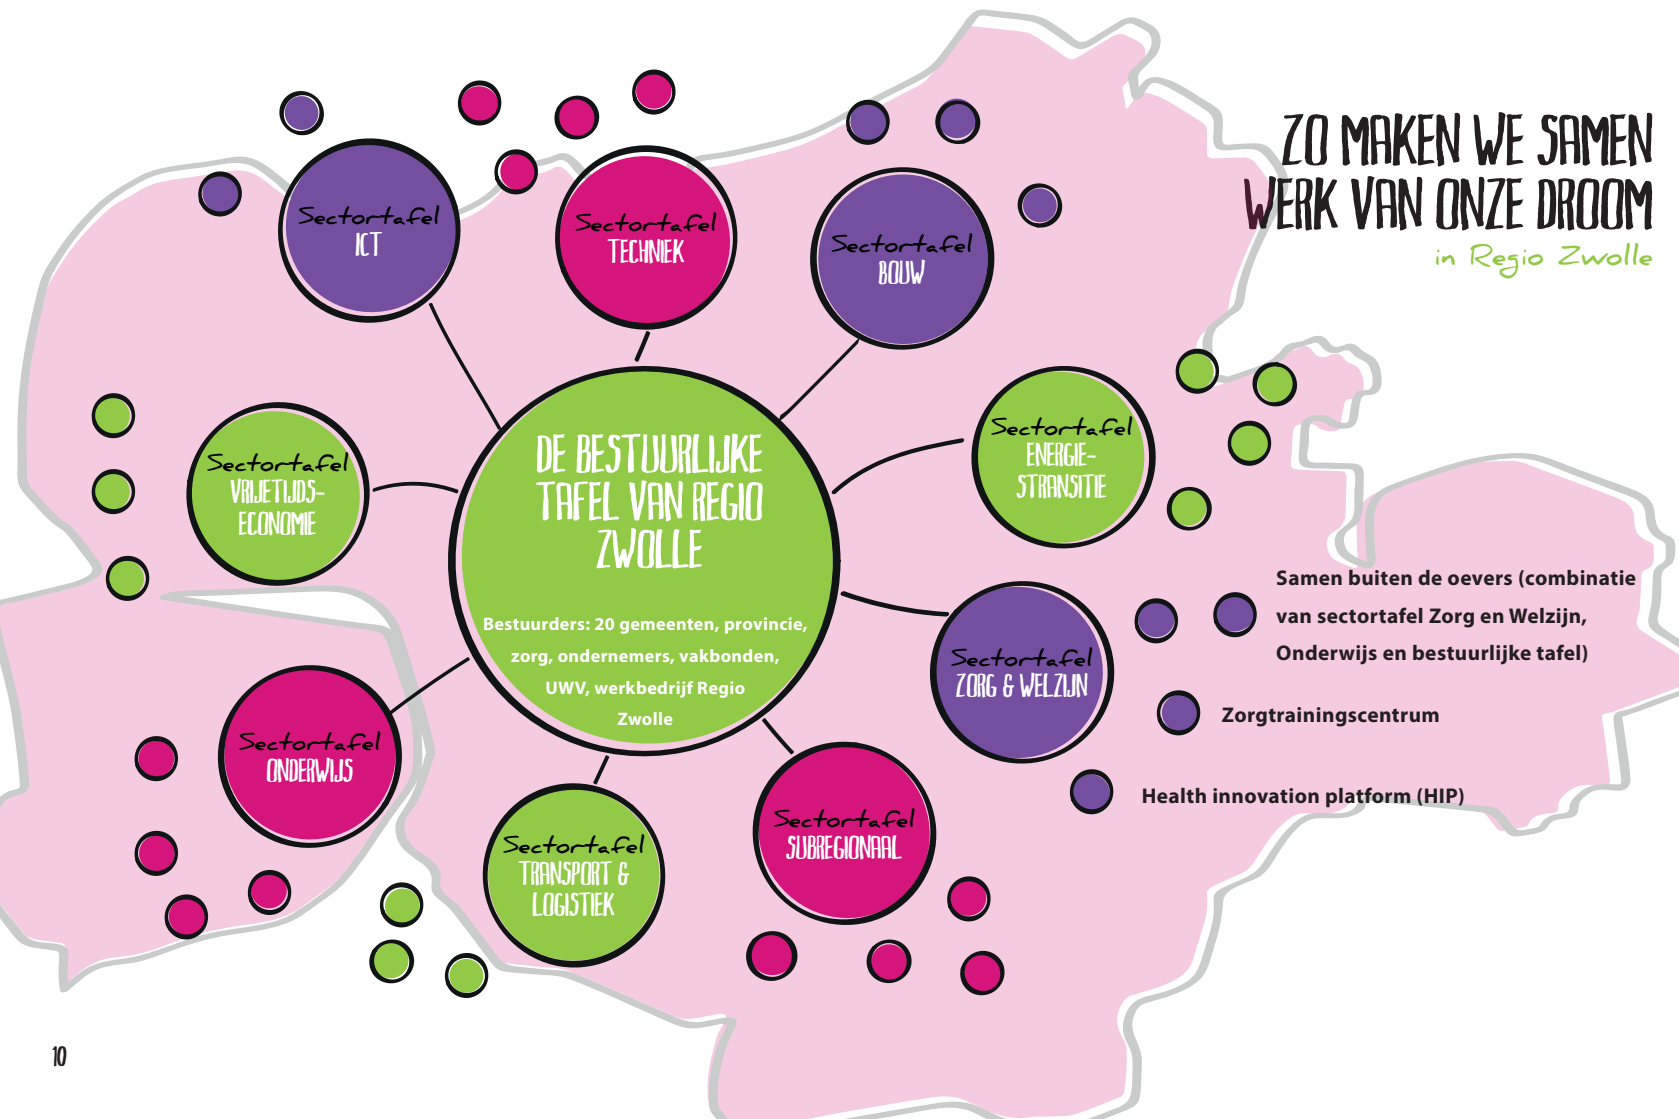 ZO MAKEN WE SAMEN
WERK VAN ONZE DROOM
in Regio Zwolle
Sectortafel
ICT
Sectortafel
TECHNIEK
Sectortafel
BOUW
Sectortafel
ENERGIE-
STRANSITIE
Sectortafel
VRIJETIJDS-
ECONOMIE
DE BESTUURLIJKE
TAFEL VAN REGIO
ZWOLLE
Bestuurders: 20 gemeenten, provincie,
zorg, ondernemers, vakbonden,
UWV, werkbedrijf Regio
Zwolle
Samen buiten de oevers (combinatie
van sectortafel Zorg en Welzijn,
Onderwijs en bestuurlijke tafel)
Sectortafel
ZORG & WELZIJN
Zorgtrainingscentrum
Health innovation platform (HIP)
Sectortafel
ONDERWIJS
Sectortafel
TRANSPORT &
LOGISTIEK
Sectortafel
SUBREGIONAAL
10